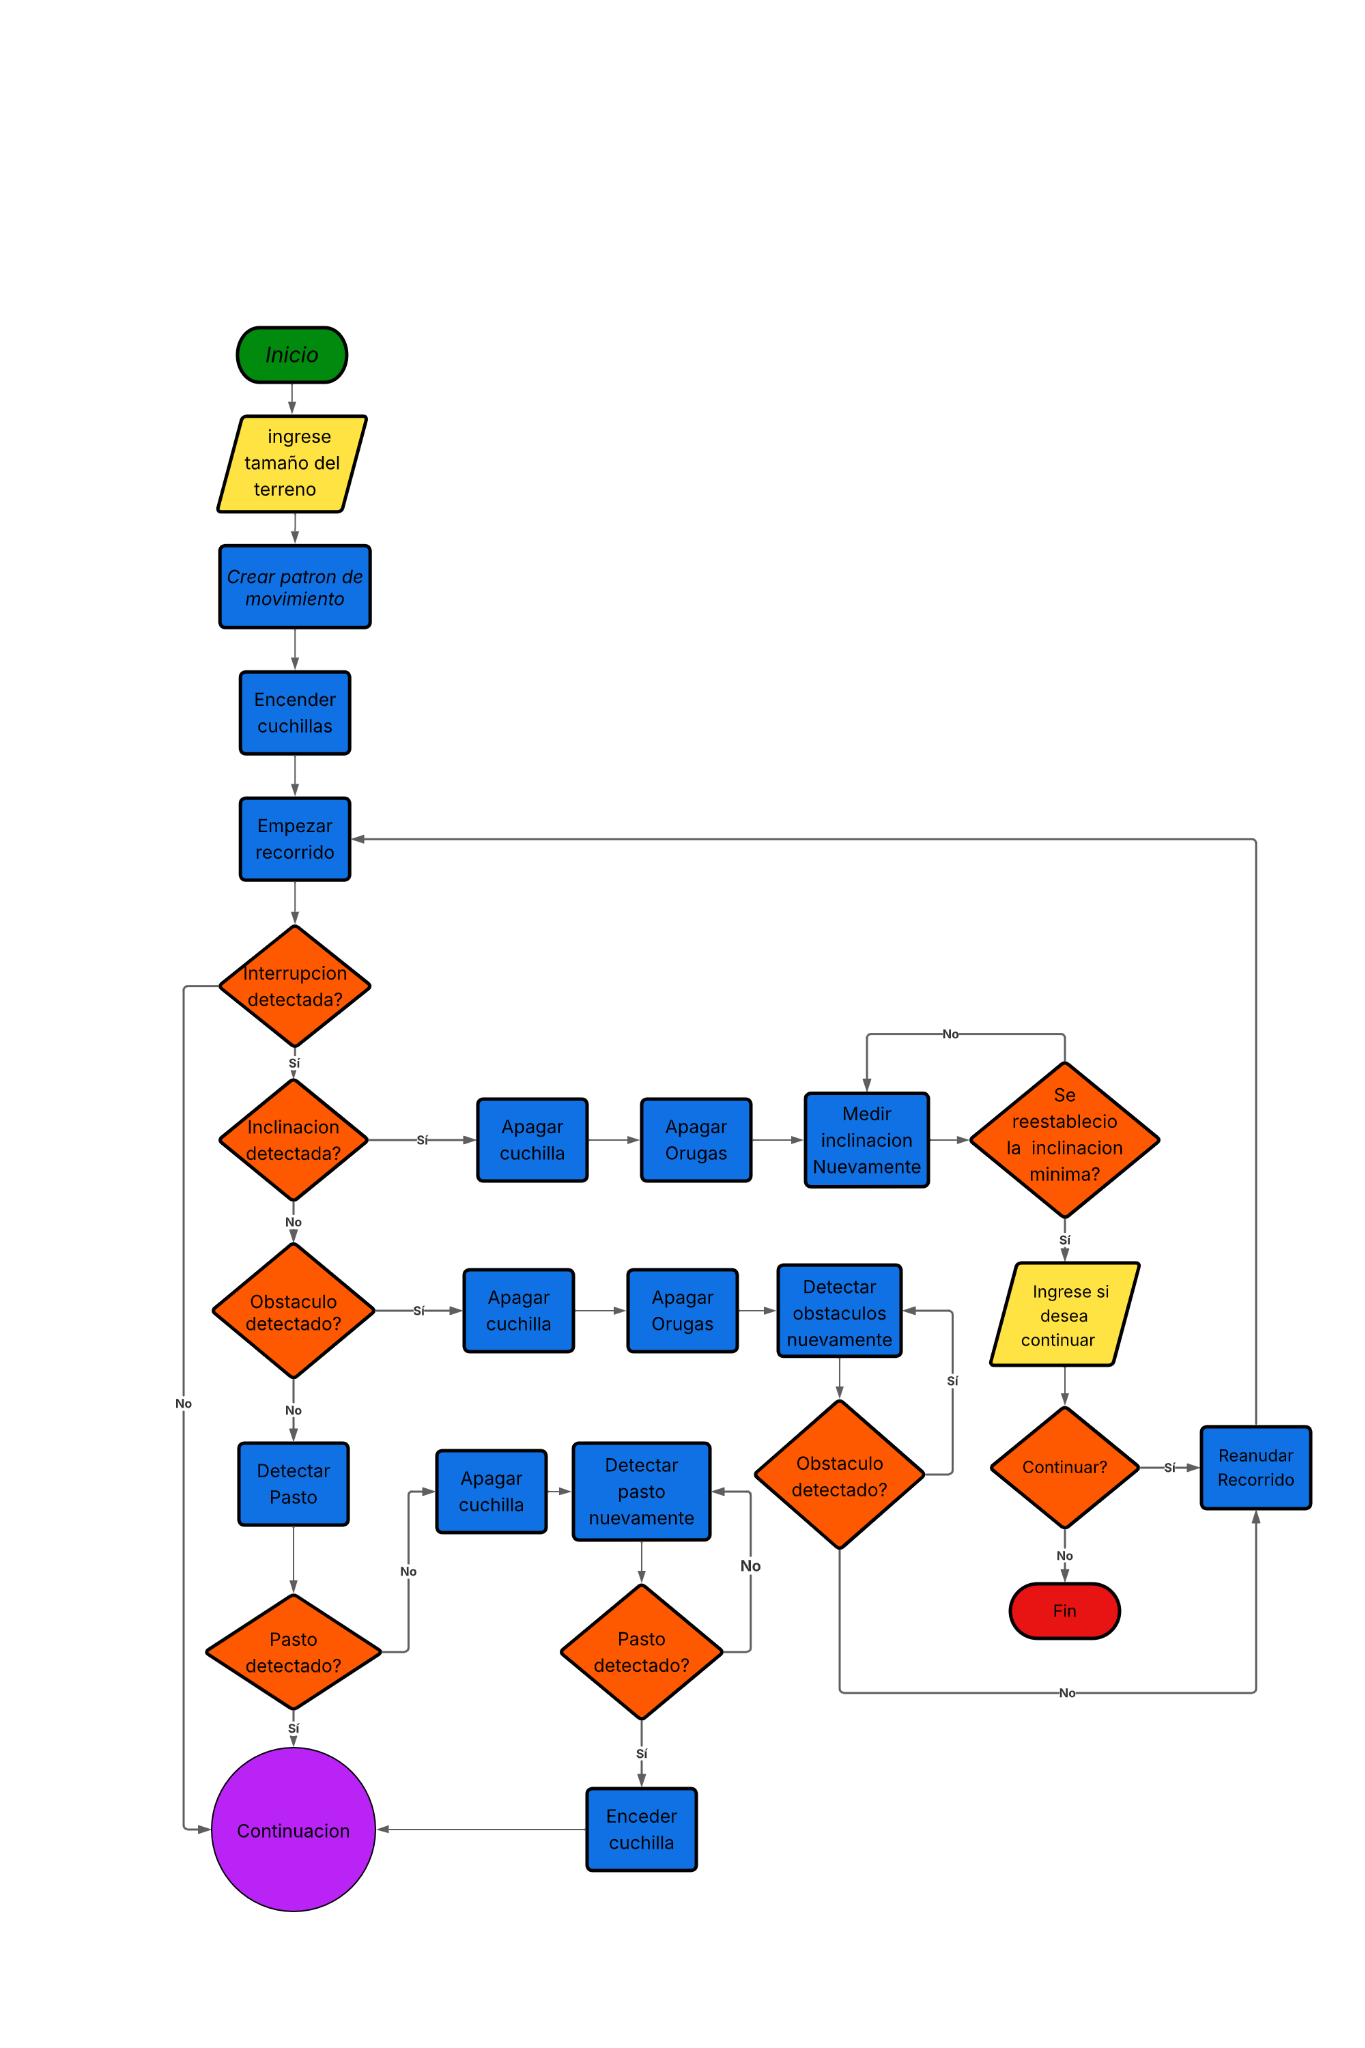 Inicio
ingrese
tamaño del
terreno
Crear patron de
movimiento
Encender
cuchillas
Empezar
recorrido
Interrupcion
detectada?
No
Sí
Inclinacion
detectada?
Sí
Apagar
cuchilla
Apagar
Orugas
Medir
inclinacion
Nuevamente
No
Se
reestablecio
la inclinacion
minima?
Sí
No
Obstaculo
detectado?
Sí
Apagar
cuchilla
Apagar
Orugas
Detectar
obstaculos
nuevamente
Sí
Ingrese si
desea
continuar
No
Detectar
Pasto
Apagar
cuchilla
Detectar
pasto
nuevamente
Obstaculo
detectado?
Continuar?
Sí
Reanudar
Recorrido
No
No
No
Fin
Pasto
detectado?
Pasto
detectado?
No
Sí
Sí
Continuacion
Enceder
cuchilla